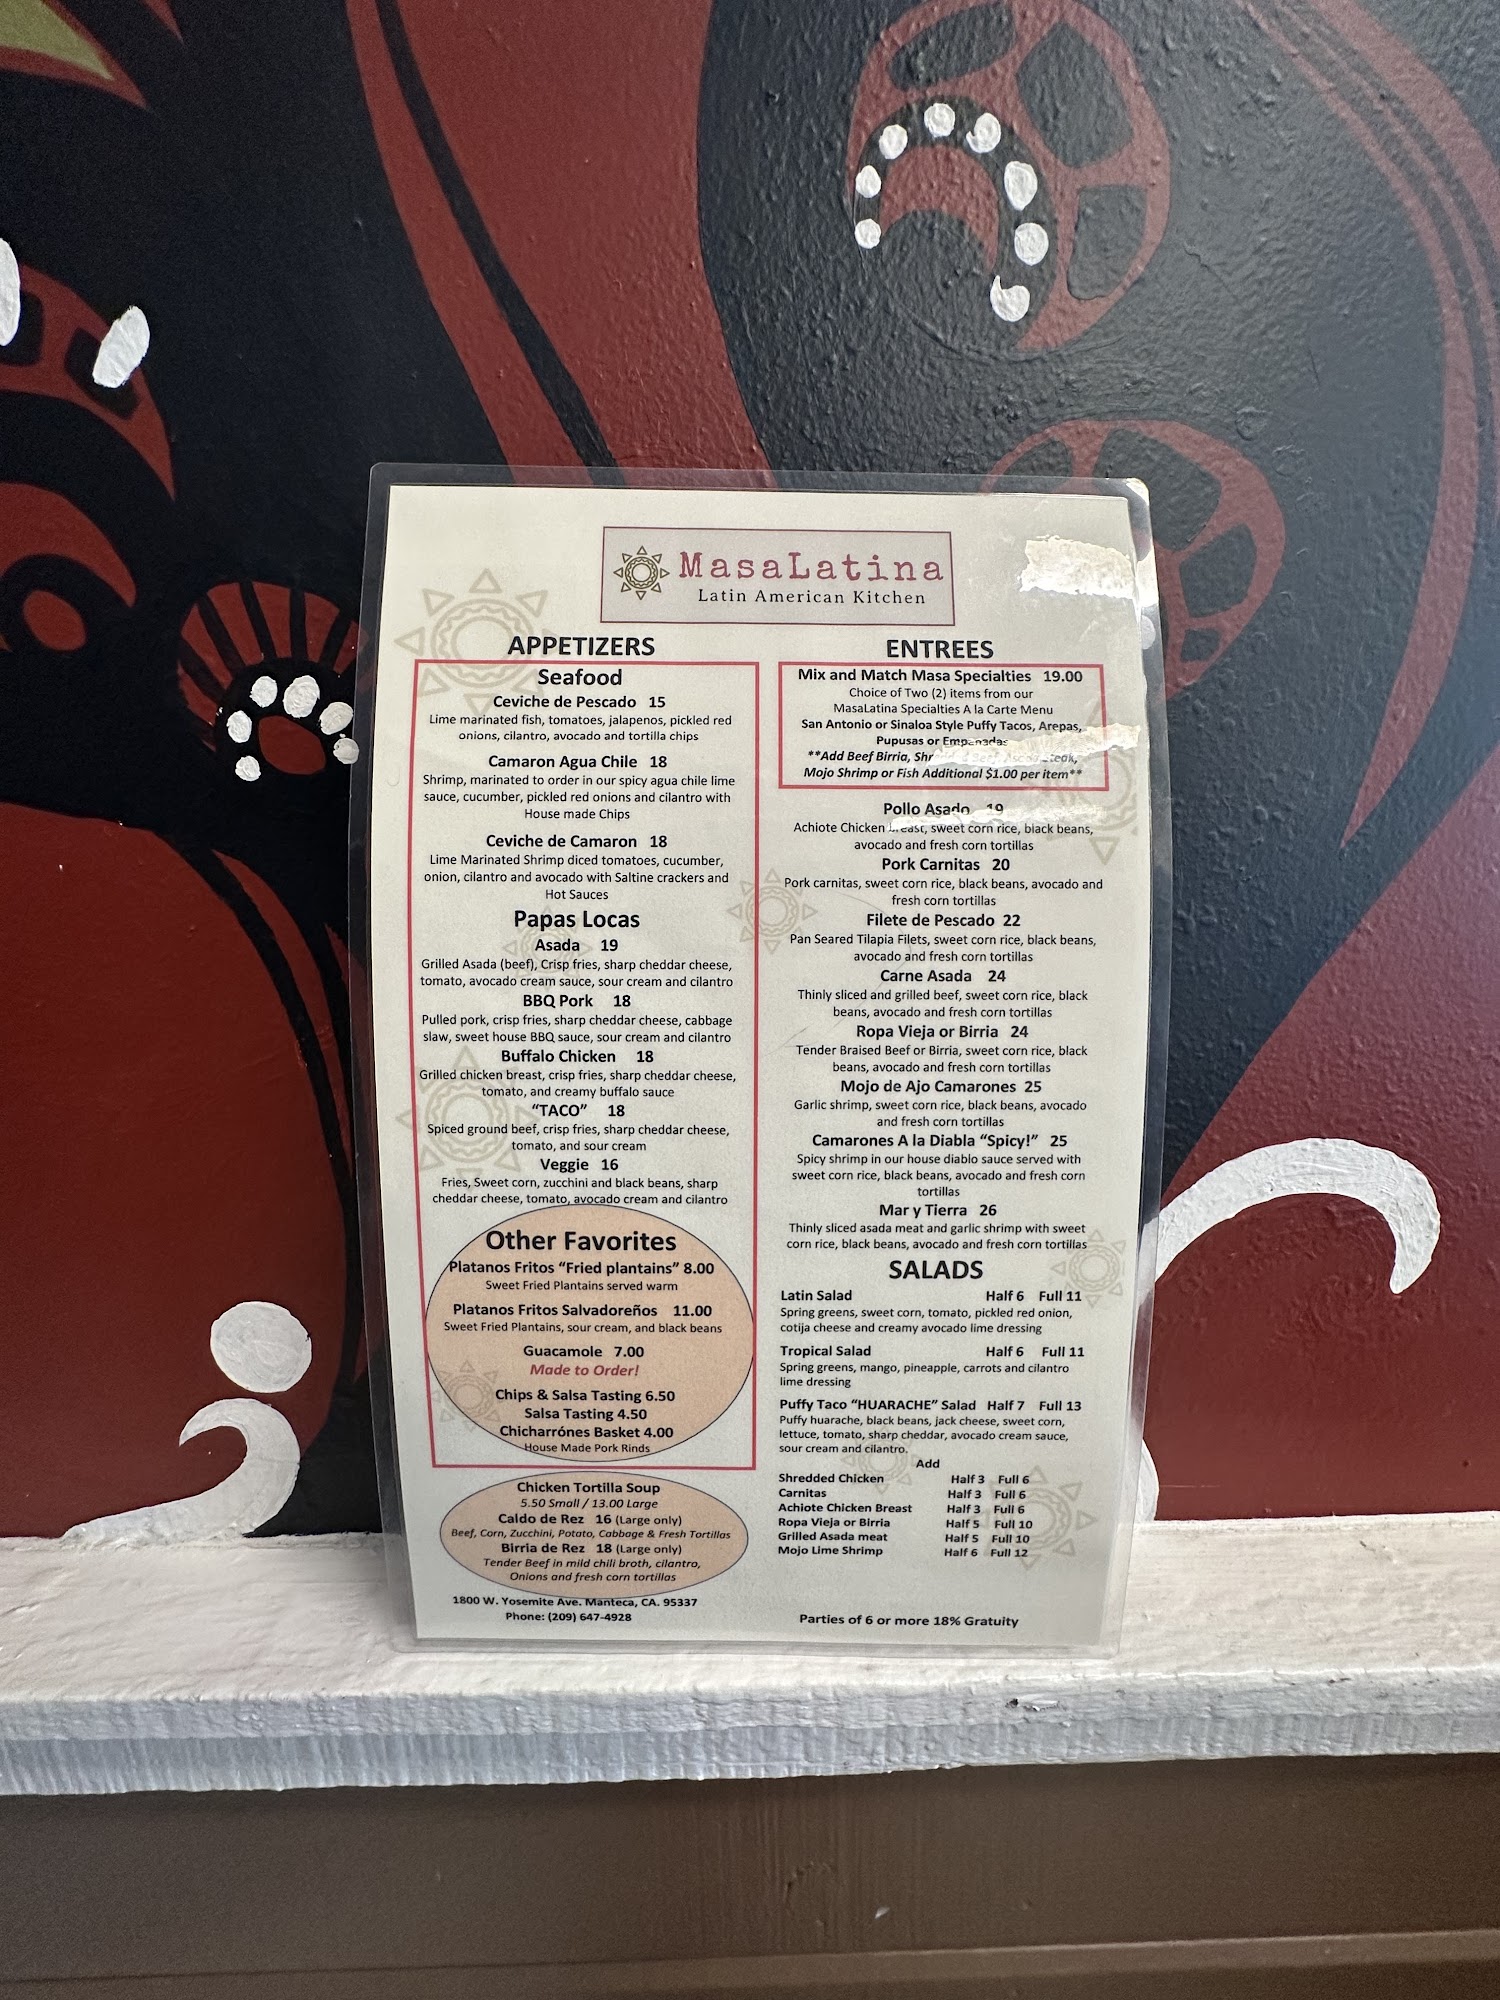 MasaLatina
Latin American Kitchen
APPETIZERS
Seafood
Ceviche de Pescado 15
Lime marinated fish, tomatoes, jalapenos, pickled red
onions, cilantro, avocado and tortilla chips
Camaron Agua Chile 18
Shrimp, marinated to order in our spicy agua chile lime
sauce, cucumber, pickled red onions and cilantro with
House made Chips
Ceviche de Camaron 18
Lime Marinated Shrimp diced tomatoes, cucumber,
onion, cilantro and avocado with Saltine crackers and
Hot Sauces
Papas Locas
Asada 19
Grilled Asada (beef), Crisp fries, sharp cheddar cheese,
tomato, avocado cream sauce, sour cream and cilantro
BBQ Pork 18
Pulled pork, crisp fries, sharp cheddar cheese, cabbage
slaw, sweet house BBQ sauce, sour cream and cilantro
Buffalo Chicken 18
Grilled chicken breast, crisp fries, sharp cheddar cheese,
tomato, and creamy buffalo sauce
“TACO” 18
Spiced ground beef, crisp fries, sharp cheddar cheese,
tomato, and sour cream
Veggie 16
Fries, Sweet corn, zucchini and black beans, sharp
cheddar cheese, tomato, avocado cream and cilantro
Other Favorites
Platanos Fritos “Fried plantains” 8.00
Sweet Fried Plantains served warm
Platanos Fritos Salvadoreños 11.00
Sweet Fried Plantains, sour cream, and black beans
Guacamole 7.00
Made to Order!
Chips & Salsa Tasting 6.50
Salsa Tasting 4.50
Chicharrónes Basket 4.00
House Made Pork Rinds
Chicken Tortilla Soup
5.50 Small / 13.00 Large
Caldo de Rez 16 (Large only)
Beef, Corn, Zucchini, Potato, Cabbage & Fresh Tortillas
Birria de Rez 18 (Large only)
Tender Beef in mild chili broth, cilantro,
Onions and fresh corn tortillas
1800 W. Yosemite Ave. Manteca, CA. 95337
Phone: (209) 647-4928
ENTREES
Mix and Match Masa Specialties 19.00
Choice of Two (2) items from our
MasaLatina Specialties A la Carte Menu
San Antonio or Sinaloa Style Puffy Tacos, Arepas,
Pupusas or Empanadas
**Add Beef Birria, Beef, Steak,
Mojo Shrimp or Fish Additional $1.00 per item**
Pollo Asado 19
Achiote Chicken breast, sweet corn rice, black beans,
avocado and fresh corn tortillas
Pork Carnitas 20
Pork carnitas, sweet corn rice, black beans, avocado and
fresh corn tortillas
Filete de Pescado 22
Pan Seared Tilapia Filets, sweet corn rice, black beans,
avocado and fresh corn tortillas
Carne Asada 24
Thinly sliced and grilled beef, sweet corn rice, black
beans, avocado and fresh corn tortillas
Ropa Vieja or Birria 24
Tender Braised Beef or Birria, sweet corn rice, black
beans, avocado and fresh corn tortillas
Mojo de Ajo Camarones 25
Garlic shrimp, sweet corn rice, black beans, avocado
and fresh corn tortillas
Camarones A la Diabla “Spicy!” 25
Spicy shrimp in our house diablo sauce served with
sweet corn rice, black beans, avocado and fresh corn
tortillas
Mar y Tierra 26
Thinly sliced asada meat and garlic shrimp with sweet
corn rice, black beans, avocado and fresh corn tortillas
SALADS
Latin Salad Half 6 Full 11
Spring greens, sweet corn, tomato, pickled red onion,
cotija cheese and creamy avocado lime dressing
Tropical Salad Half 6 Full 11
Spring greens, mango, pineapple, carrots and cilantro
lime dressing
Puffy Taco “HUARACHE” Salad Half 7 Full 13
Puffy huarache, black beans, jack cheese, sweet corn,
lettuce, tomato, sharp cheddar, avocado cream sauce,
sour cream and cilantro.
Add
Shredded Chicken Half 3 Full 6
Carnitas Half 3 Full 6
Achiote Chicken Breast Half 3 Full 6
Ropa Vieja or Birria Half 5 Full 10
Grilled Asada meat Half 5 Full 10
Mojo Lime Shrimp Half 6 Full 12
Parties of 6 or more 18% Gratuity